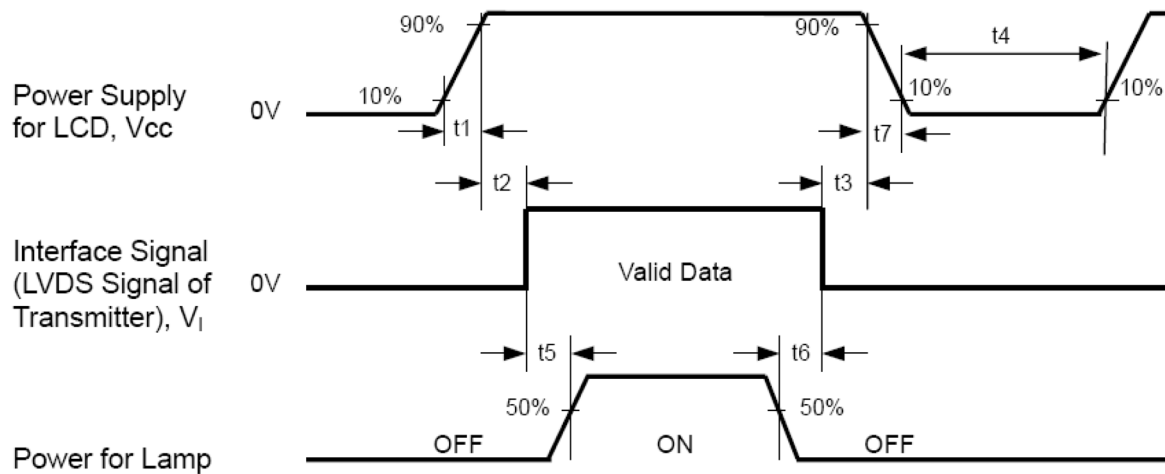 90%
90%
t4
Power Supply
for LCD, Vcc
0V
10%
10%
10%
t1
t7
t2
t3
Interface Signal
(LVDS Signal of
Transmitter), VI
0V
Valid Data
t5
t6
50%
50%
Power for Lamp
OFF
ON
OFF